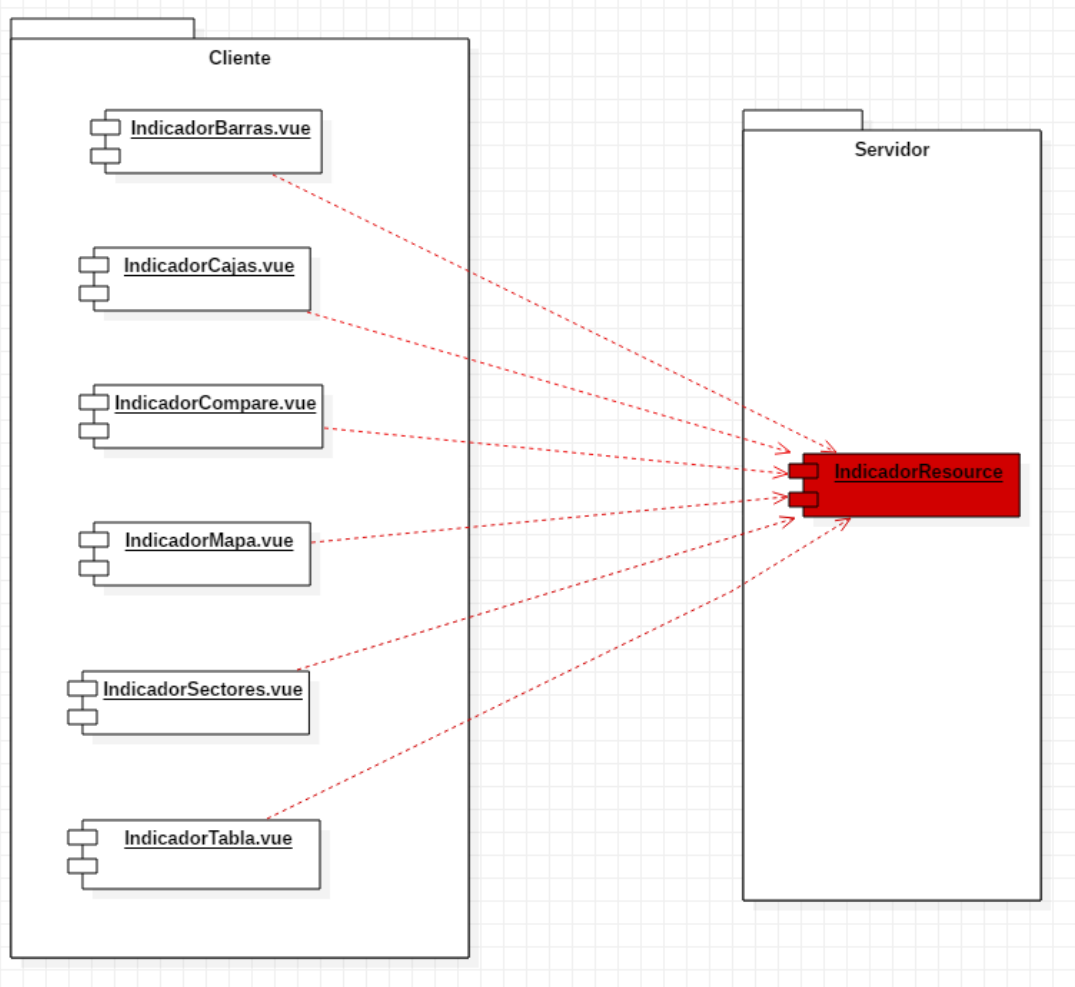 Cliente
IndicadorBarras.vue
IndicadorCajas.vue
IndicadorCompare.vue
IndicadorMapa.vue
IndicadorSectores.vue
IndicadorTabla.vue
Servidor
IndicadorResource